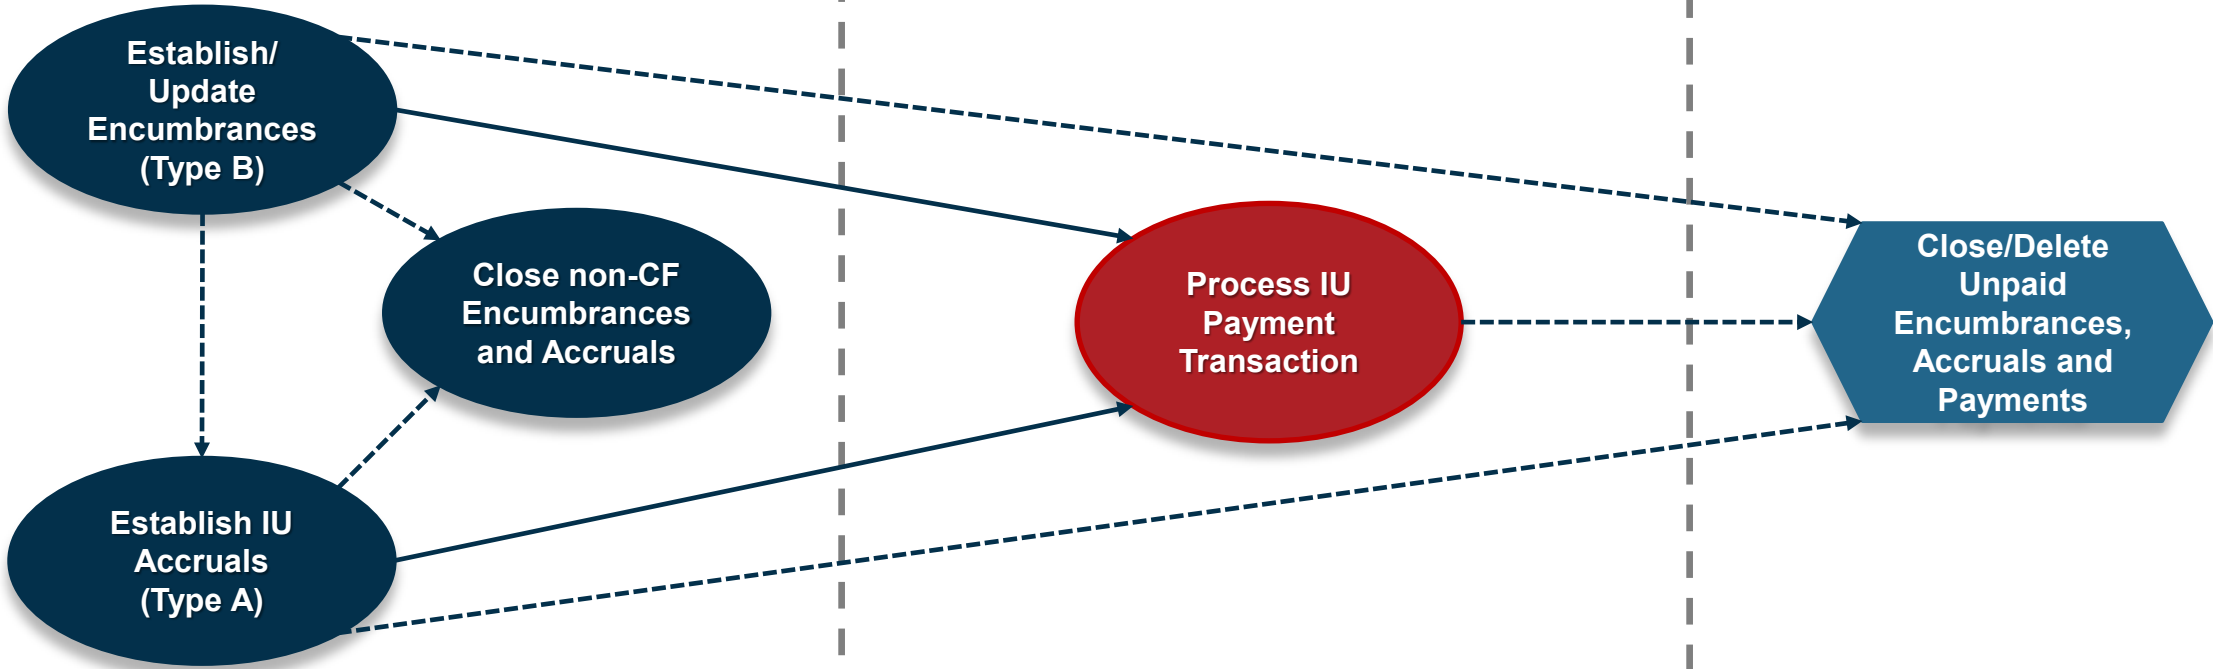 Establish/
Update
Encumbrances
(Type B)
Close non-CF
Encumbrances
and Accruals
Establish IU
Accruals
(Type A)
Process IU
Payment
Transaction
Close/Delete
Unpaid
Encumbrances,
Accruals and
Payments